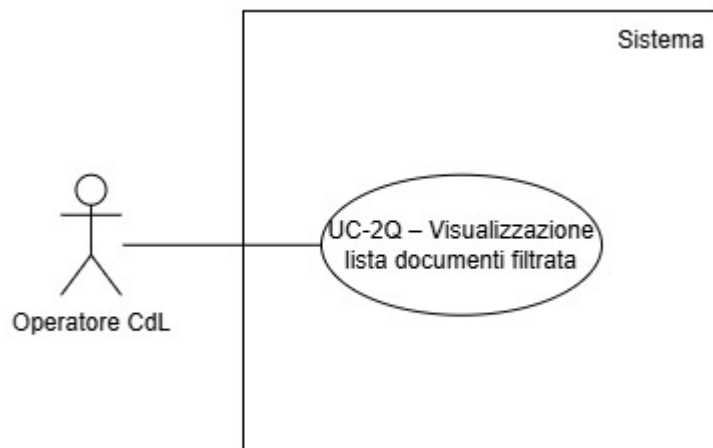 Sistema
UC-2Q – Visualizzazione
lista documenti filtrata
Operatore CdL